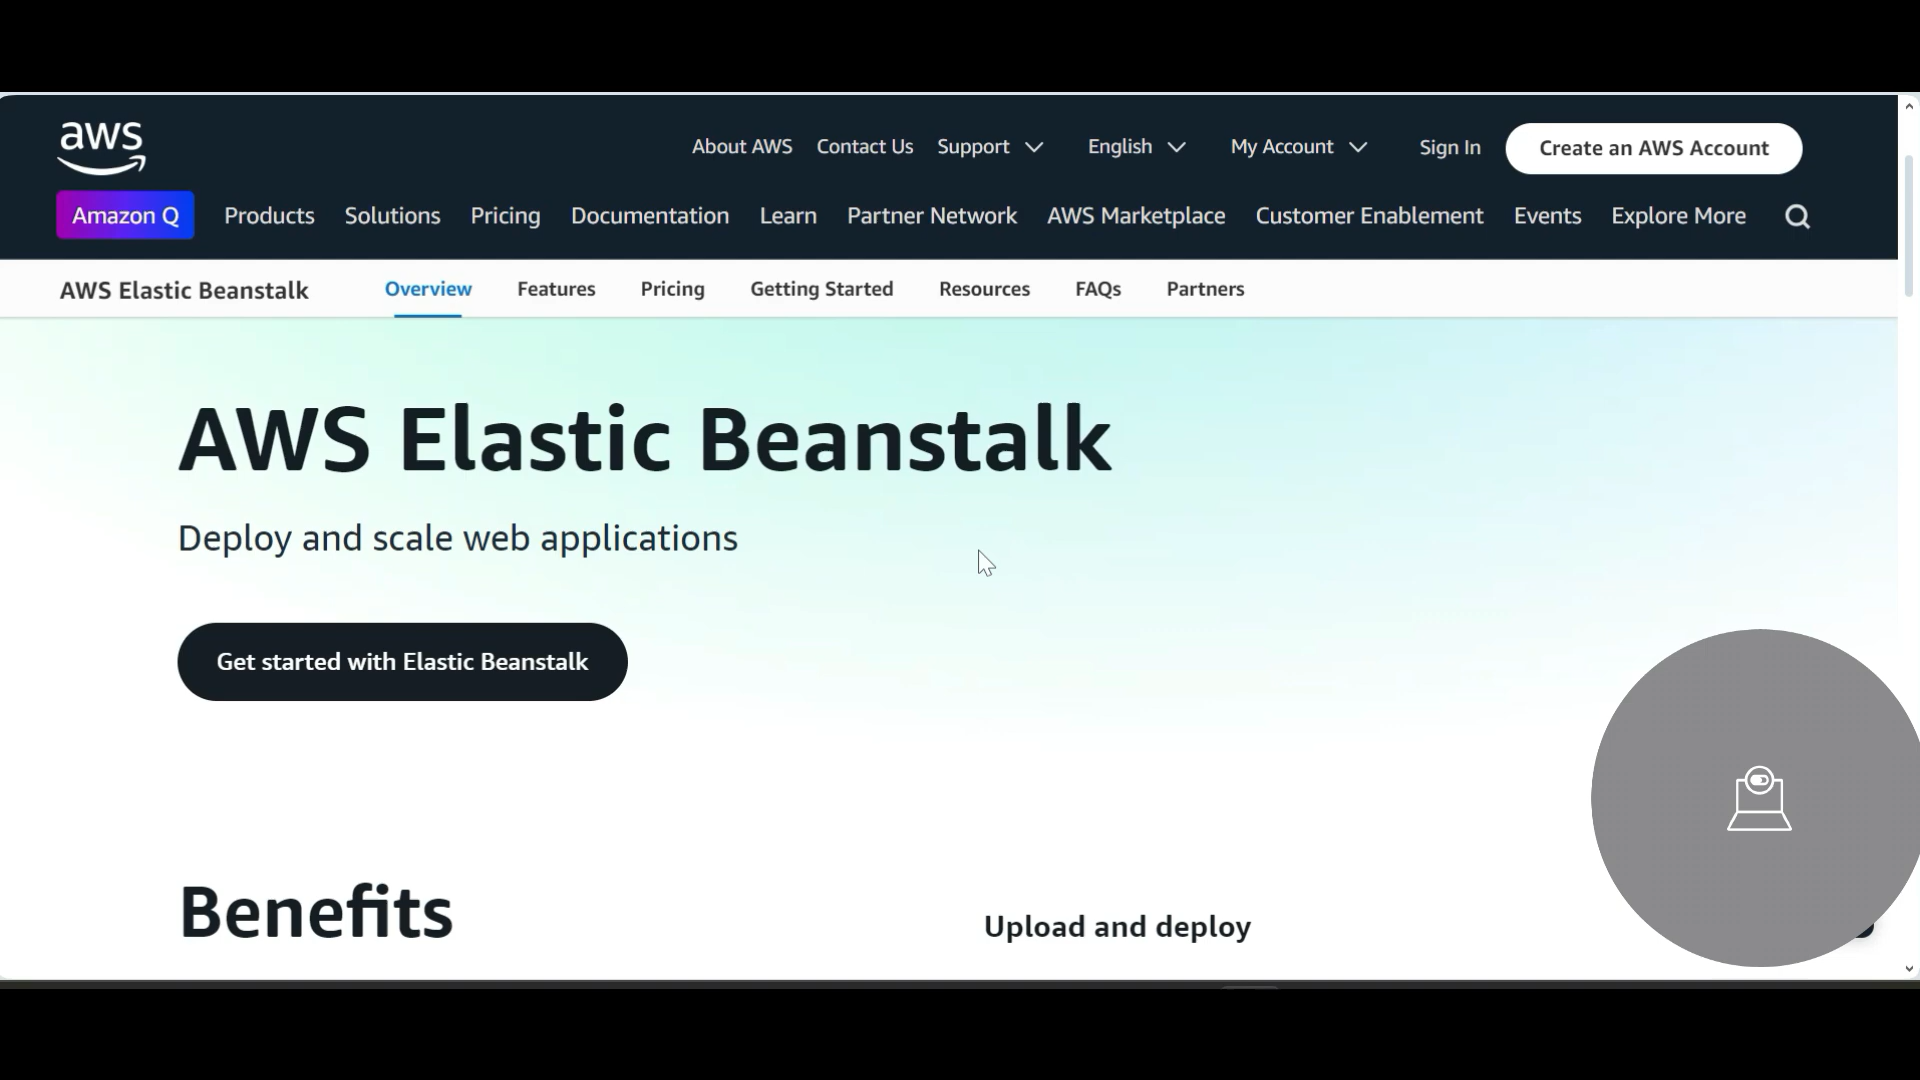 aws
About AWS Contact Us Support English My Account Sign In Create an AWS Account
Amazon Q Products Solutions Pricing Documentation Learn Partner Network AWS Marketplace Customer Enablement Events Explore More
AWS Elastic Beanstalk Overview Features Pricing Getting Started Resources FAQs Partners
AWS Elastic Beanstalk
Deploy and scale web applications
Get started with Elastic Beanstalk
Benefits
Upload and deploy